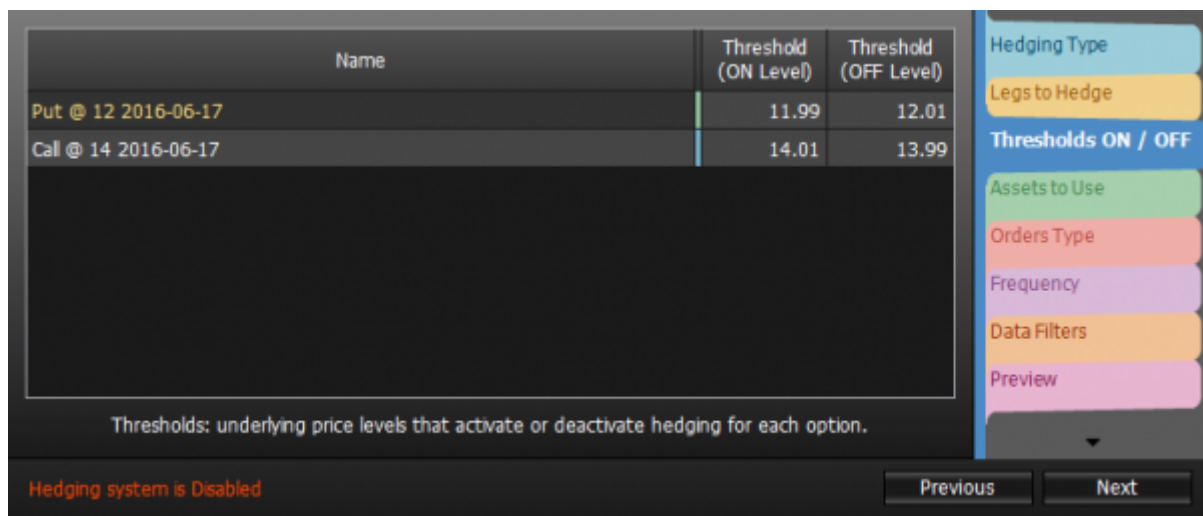 Name
Threshold
(ON Level)
Threshold
(OFF Level)
Put @ 12 2016-06-17
11.99
12.01
Call @ 14 2016-06-17
14.01
13.99
Thresholds: underlying price levels that activate or deactivate hedging for each option.
Hedging system is Disabled
Previous
Next
Hedging Type
Legs to Hedge
Thresholds ON / OFF
Assets to Use
Orders Type
Frequency
Data Filters
Preview